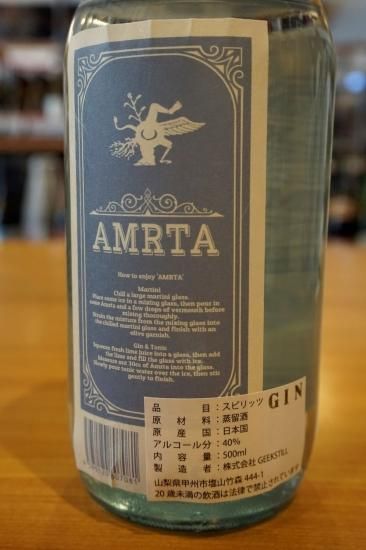 AMRTA
How to enjoy 'AMRTA'
Martini
Chill a large martini glass.
Place some ice in a mixing glass, then pour in
some Amrta and a few drops of vermouth before
mixing thoroughly.
Strain the mixture from the mixing glass into
the chilled martini glass and finish with an
olive garnish.
Gin & Tonic
Squeeze fresh lime juice into a glass, then add
the lime and fill the glass with ice.
Measure out 30cc of Amrta into the glass.
Slowly pour tonic water over the ice, then stir
gently to finish.
品目：スピリッツ GIN
原材料：蒸留酒
原産国：日本国
アルコール分：40%
内容量：500ml
製造者：株式会社 GEEKSTILL
山梨県甲州市塩山竹森 444-1
20 歳未満の飲酒は法律で禁止されています